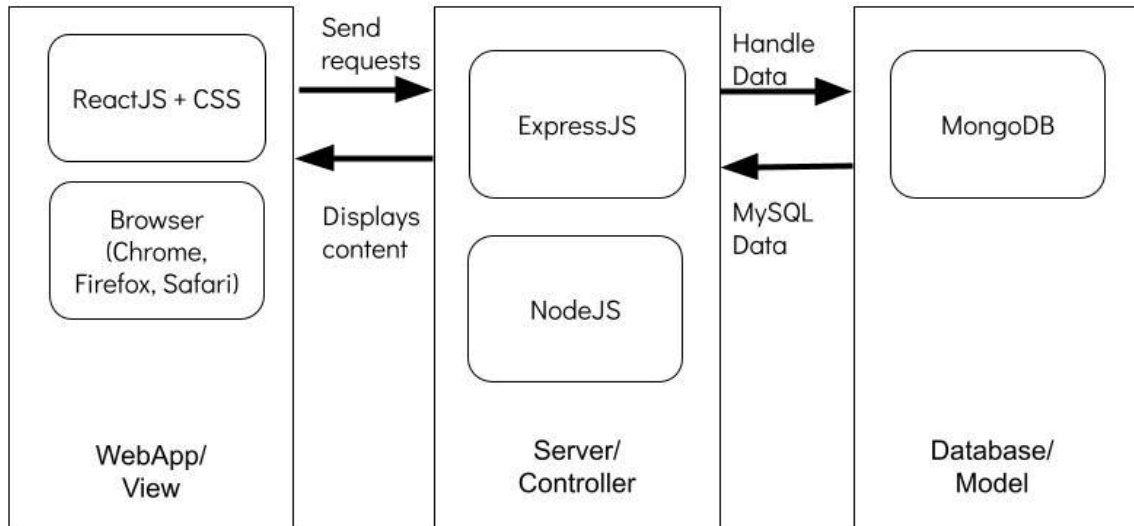 ReactJS + CSS
Browser
(Chrome,
Firefox, Safari)
WebApp/
View
Send
requests
Displays
content
ExpressJS
NodeJS
Server/
Controller
Handle
Data
MySQL
Data
MongoDB
Database/
Model